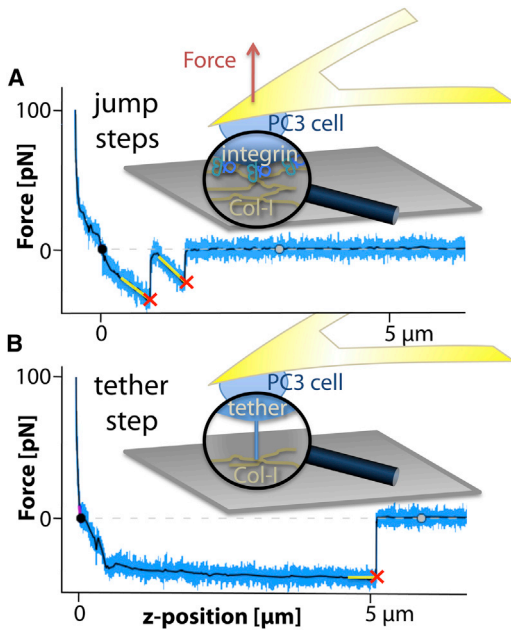 A
jump
steps
Force
PC3 cell
integrin
Col-I
Force [pN]
100
0
0
5 µm
B
tether
step
PC3 cell
tether
Col-I
Force [pN]
100
0
0
z-position [µm]
5 µm